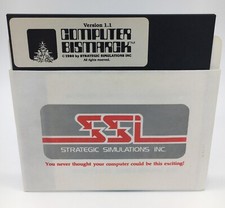 Version 1.1
COMPUTER
BISMARCK™
© 1980 by STRATEGIC SIMULATIONS INC
All rights reserved.
SSI
STRATEGIC SIMULATIONS INC.
You never thought your computer could be this exciting!